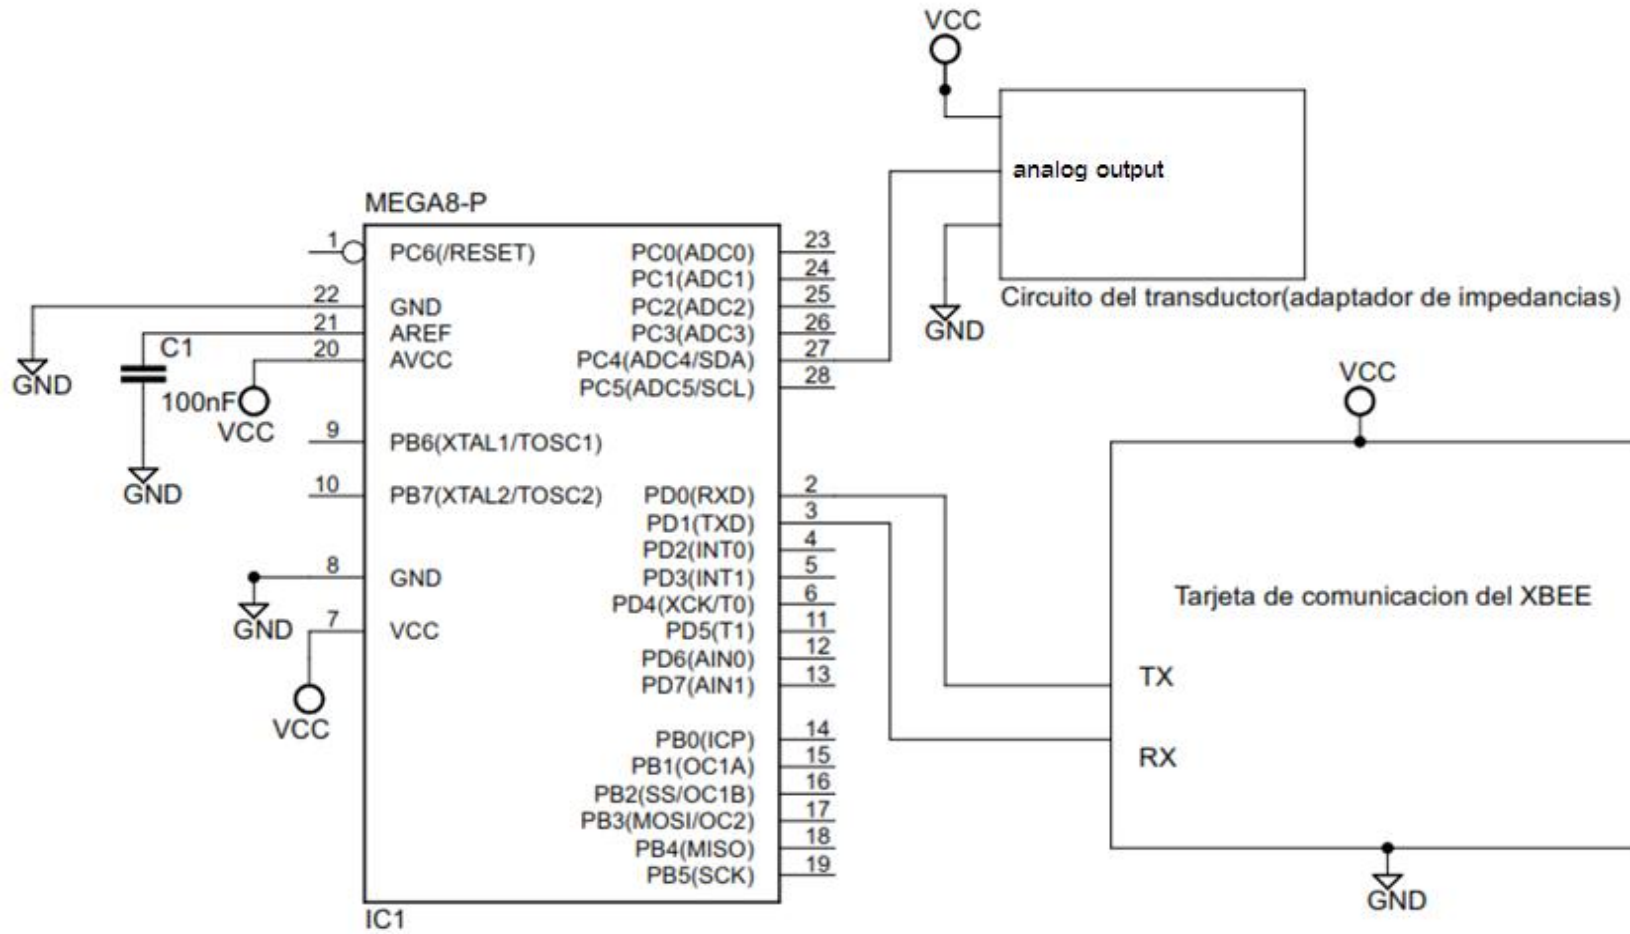 VCC
analog output
Circuito del transductor(adaptador de impedancias)
GND
MEGA8-P
1 PC6(/RESET) PC0(ADC0) 23
PC1(ADC1) 24
22 GND PC2(ADC2) 25
21 AREF PC3(ADC3) 26
20 AVCC PC4(ADC4/SDA) 27
PC5(ADC5/SCL) 28
C1
100nF
GND
VCC
GND
9 PB6(XTAL1/TOSC1)
10 PB7(XTAL2/TOSC2) PD0(RXD) 2
PD1(TXD) 3
PD2(INT0) 4
8 GND PD3(INT1) 5
PD4(XCK/T0) 6
7 VCC PD5(T1) 11
PD6(AIN0) 12
PD7(AIN1) 13
GND
VCC
PB0(ICP) 14
PB1(OC1A) 15
PB2(SS/OC1B) 16
PB3(MOSI/OC2) 17
PB4(MISO) 18
PB5(SCK) 19
IC1
VCC
Tarjeta de comunicacion del XBEE
TX
RX
GND